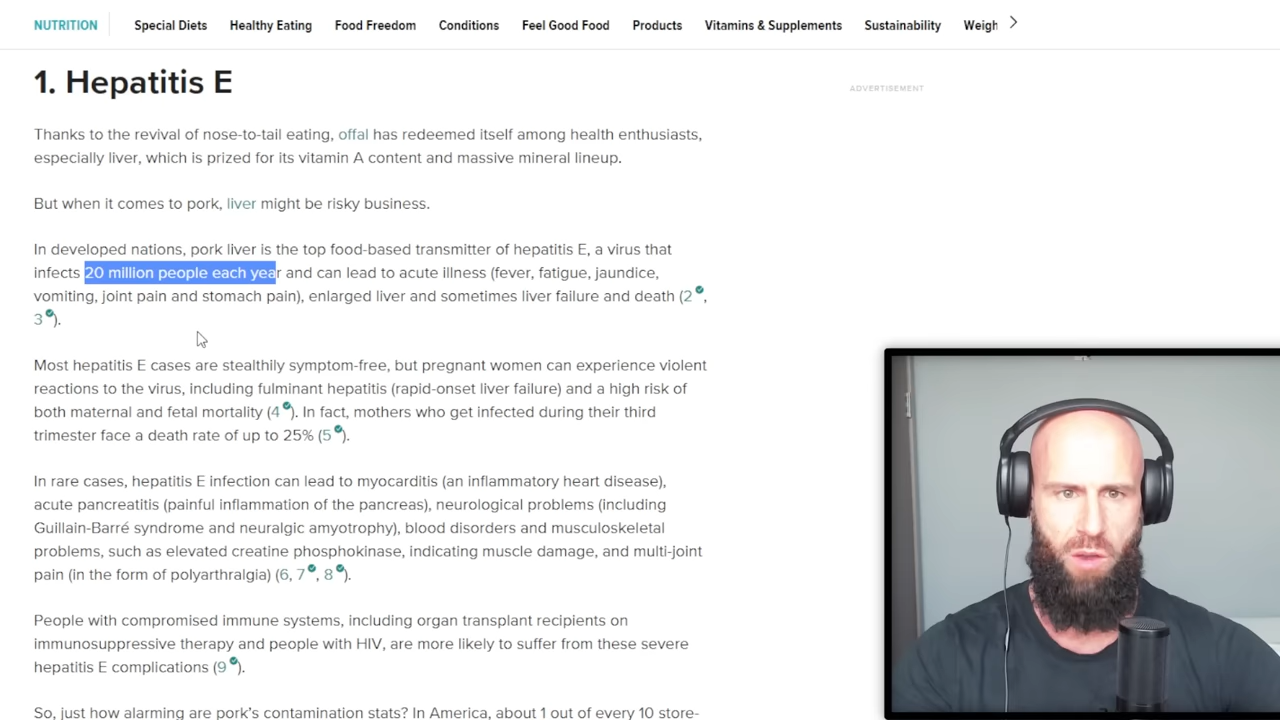 NUTRITION Special Diets Healthy Eating Food Freedom Conditions Feel Good Food Products Vitamins & Supplements Sustainability Weigh
1. Hepatitis E
ADVERTISEMENT
Thanks to the revival of nose-to-tail eating, offal has redeemed itself among health enthusiasts,
especially liver, which is prized for its vitamin A content and massive mineral lineup.
But when it comes to pork, liver might be risky business.
In developed nations, pork liver is the top food-based transmitter of hepatitis E, a virus that
infects 20 million people each year and can lead to acute illness (fever, fatigue, jaundice,
vomiting, joint pain and stomach pain), enlarged liver and sometimes liver failure and death (2,
3).
Most hepatitis E cases are stealthily symptom-free, but pregnant women can experience violent
reactions to the virus, including fulminant hepatitis (rapid-onset liver failure) and a high risk of
both maternal and fetal mortality (4). In fact, mothers who get infected during their third
trimester face a death rate of up to 25% (5).
In rare cases, hepatitis E infection can lead to myocarditis (an inflammatory heart disease),
acute pancreatitis (painful inflammation of the pancreas), neurological problems (including
Guillain-Barré syndrome and neuralgic amyotrophy), blood disorders and musculoskeletal
problems, such as elevated creatine phosphokinase, indicating muscle damage, and multi-joint
pain (in the form of polyarthralgia) (6, 7, 8).
People with compromised immune systems, including organ transplant recipients on
immunosuppressive therapy and people with HIV, are more likely to suffer from these severe
hepatitis E complications (9).
So, just how alarming are pork's contamination stats? In America, about 1 out of every 10 store-